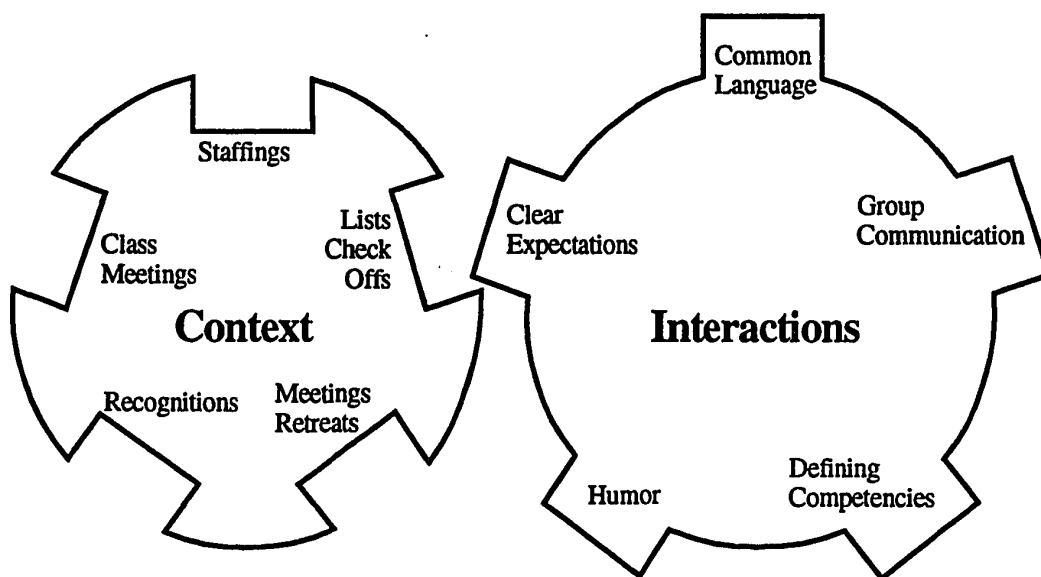 Staffings
Lists
Check
Offs
Class
Meetings
Context
Recognitions
Meetings
Retreats
Common
Language
Clear
Expectations
Group
Communication
Interactions
Humor
Defining
Competencies